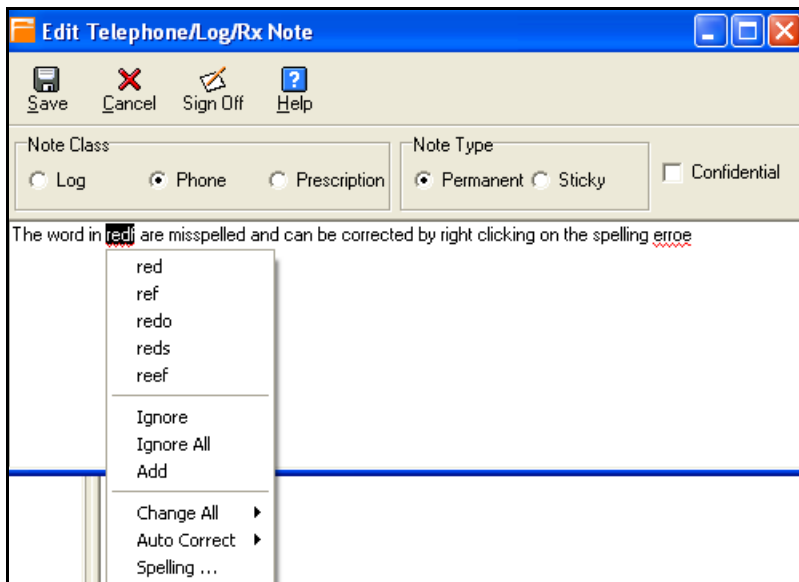 Edit Telephone/Log/Rx Note
Save Cancel Sign Off Help
Note Class Note Type
Log Phone Prescription Permanent Sticky Confidential
The word in redf are misspelled and can be corrected by right clicking on the spelling erroe
red
ref
redo
reds
reef
Ignore
Ignore All
Add
Change All
Auto Correct
Spelling ...